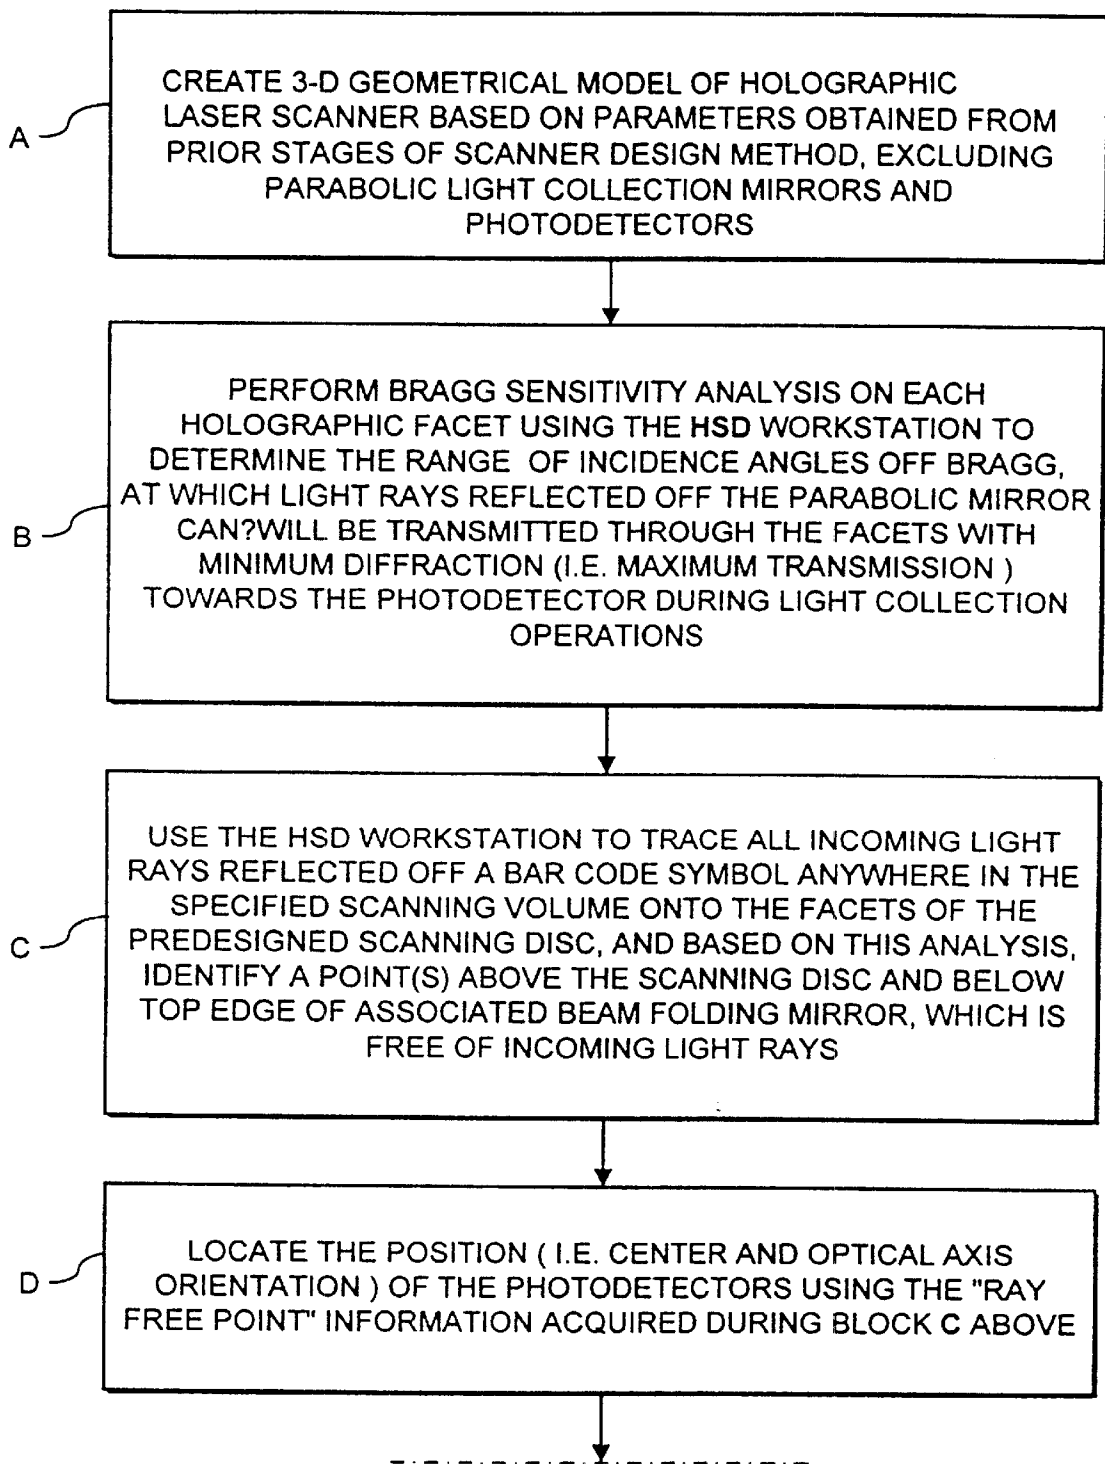 CREATE 3-D GEOMETRICAL MODEL OF HOLOGRAPHIC
LASER SCANNER BASED ON PARAMETERS OBTAINED FROM
A
PRIOR STAGES OF SCANNER DESIGN METHOD, EXCLUDING
PARABOLIC LIGHT COLLECTION MIRRORS AND
PHOTODETECTORS
PERFORM BRAGG SENSITIVITY ANALYSIS ON EACH
HOLOGRAPHIC FACET USING THE HSD WORKSTATION TO
DETERMINE THE RANGE OF INCIDENCE ANGLES OFF BRAGG,
AT WHICH LIGHT RAYS REFLECTED OFF THE PARABOLIC MIRROR
B
CAN?WILL BE TRANSMITTED THROUGH THE FACETS WITH
MINIMUM DIFFRACTION (I.E. MAXIMUM TRANSMISSION )
TOWARDS THE PHOTODETECTOR DURING LIGHT COLLECTION
OPERATIONS
USE THE HSD WORKSTATION TO TRACE ALL INCOMING LIGHT
RAYS REFLECTED OFF A BAR CODE SYMBOL ANYWHERE IN THE
SPECIFIED SCANNING VOLUME ONTO THE FACETS OF THE
C
PREDESIGNED SCANNING DISC, AND BASED ON THIS ANALYSIS,
IDENTIFY A POINT(S) ABOVE THE SCANNING DISC AND BELOW
TOP EDGE OF ASSOCIATED BEAM FOLDING MIRROR, WHICH IS
FREE OF INCOMING LIGHT RAYS
LOCATE THE POSITION ( I.E. CENTER AND OPTICAL AXIS
D
ORIENTATION ) OF THE PHOTODETECTORS USING THE "RAY
FREE POINT" INFORMATION ACQUIRED DURING BLOCK C ABOVE